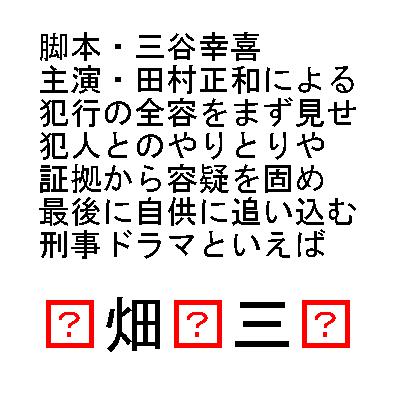 脚本・三谷幸喜
主演・田村正和による
犯行の全容をまず見せ
犯人とのやりとりや
証拠から容疑を固め
最後に自供に追い込む
刑事ドラマといえば
?畑?三?